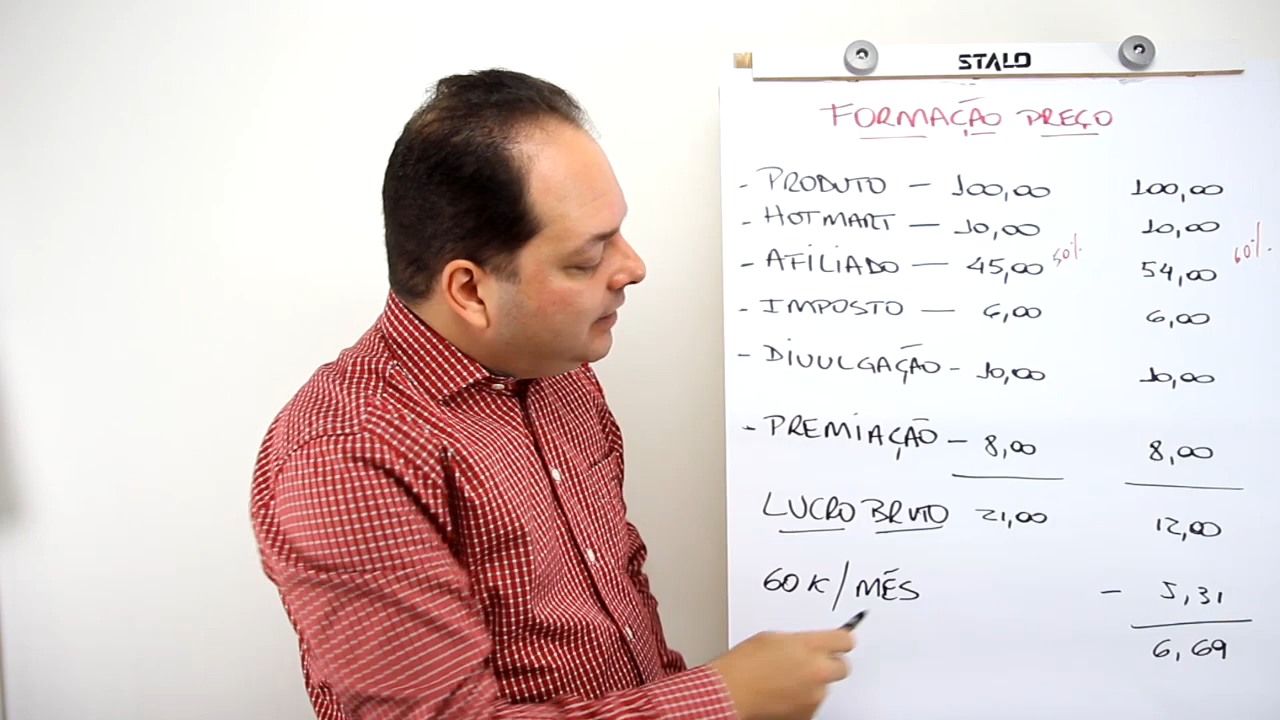 STALO
FORMAÇÃO PREÇO
- PRODUTO - 100,00 100,00
- HOTMART - 10,00 10,00
- AFILIADO - 45,00 50% 54,00 60%
- IMPOSTO - 6,00 6,00
- DIVULGAÇÃO - 10,00 10,00
- PREMIAÇÃO - 8,00 8,00
LUCRO BRUTO 21,00 12,00
60K/MÊS - 5,31
6,69